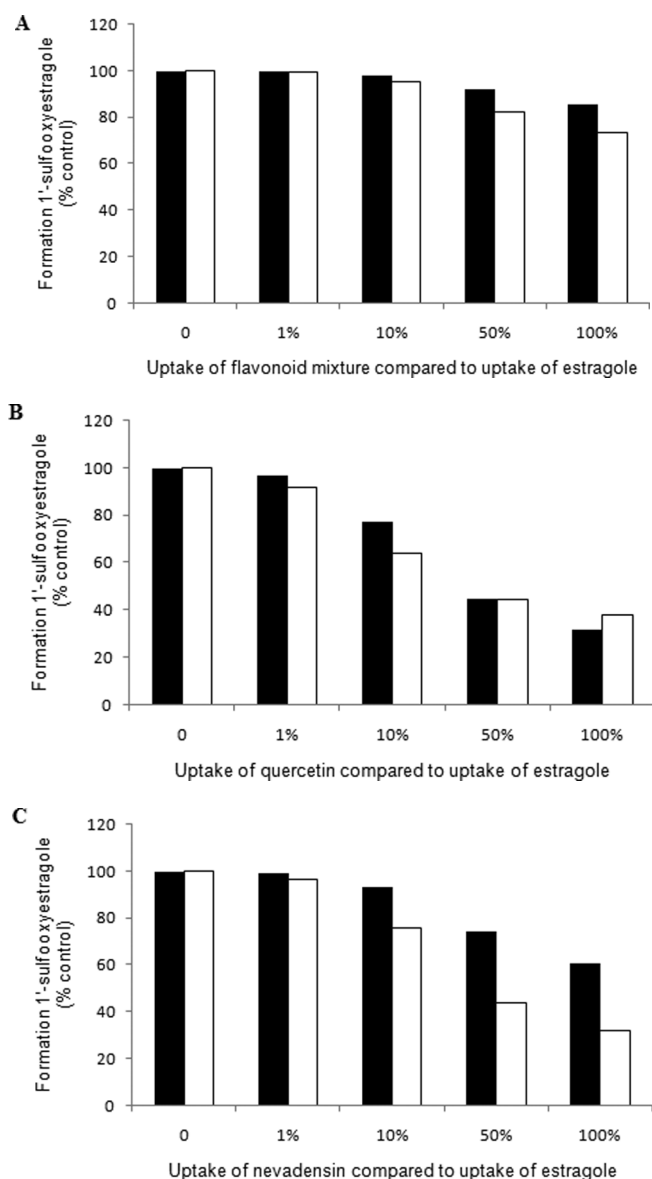 A
120
100
80
60
40
20
0
Formation 1'-sulfooxyestragole
(% control)
0 1% 10% 50% 100%
Uptake of flavonoid mixture compared to uptake of estragole
B
120
100
80
60
40
20
0
Formation 1'-sulfooxyestragole
(% control)
0 1% 10% 50% 100%
Uptake of quercetin compared to uptake of estragole
C
120
100
80
60
40
20
0
Formation 1'-sulfooxyestragole
(% control)
0 1% 10% 50% 100%
Uptake of nevadensin compared to uptake of estragole